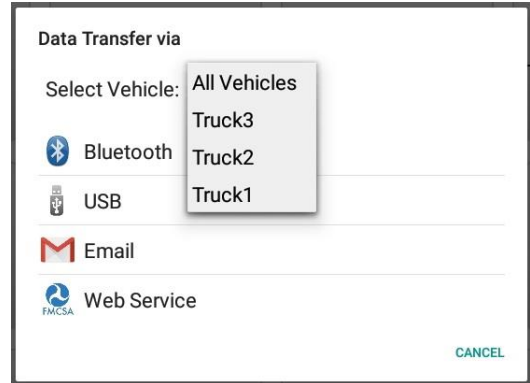 Data Transfer via
Select Vehicle:
All Vehicles
Truck3
Truck2
Truck1
Bluetooth
USB
Email
FMCSA
Web Service
CANCEL